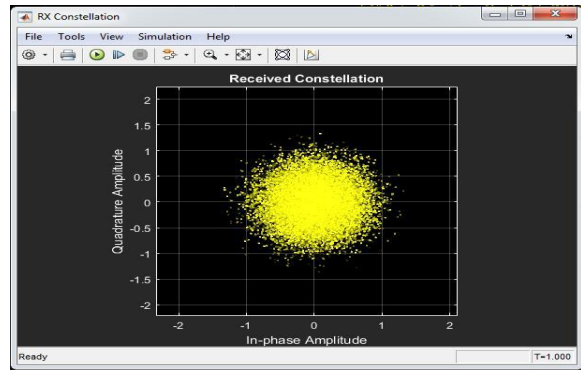 RX Constellation
File Tools View Simulation Help
Received Constellation
Quadrature Amplitude
2
1.5
1
0.5
0
-0.5
-1
-1.5
-2
-2 -1 0 1 2
In-phase Amplitude
Ready T=1.000